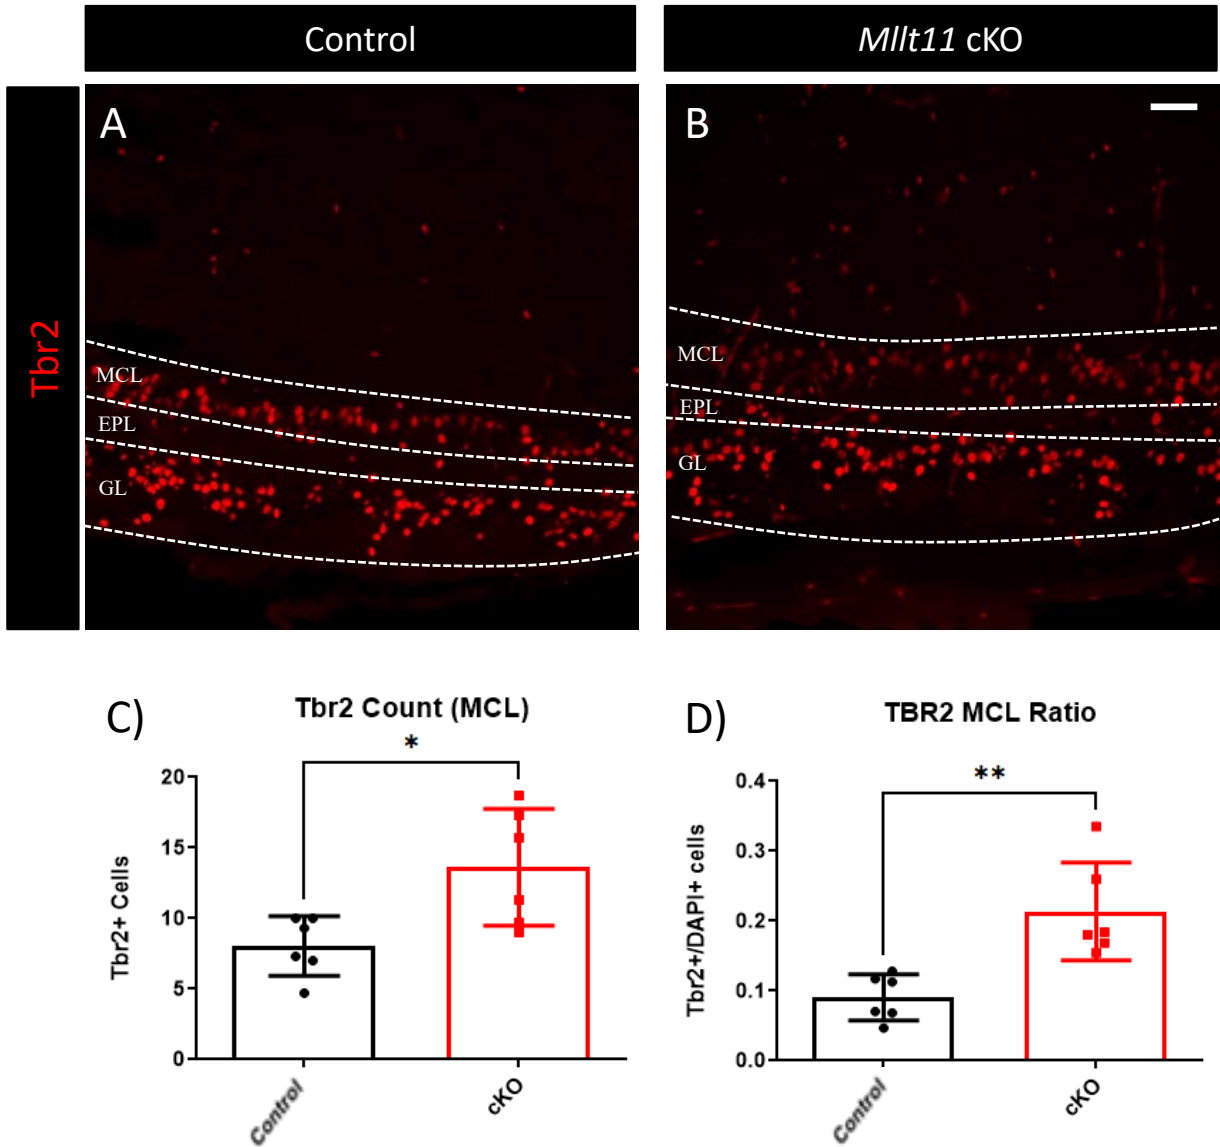 Control
Mllt11 cKO
Tbr2
A
B
MCL
EPL
GL
MCL
EPL
GL
C)
Tbr2 Count (MCL)
*
Tbr2+ Cells
20
15
10
5
0
Control
cKO
D)
TBR2 MCL Ratio
**
Tbr2+/DAPI+ cells
0.4
0.3
0.2
0.1
0.0
Control
cKO